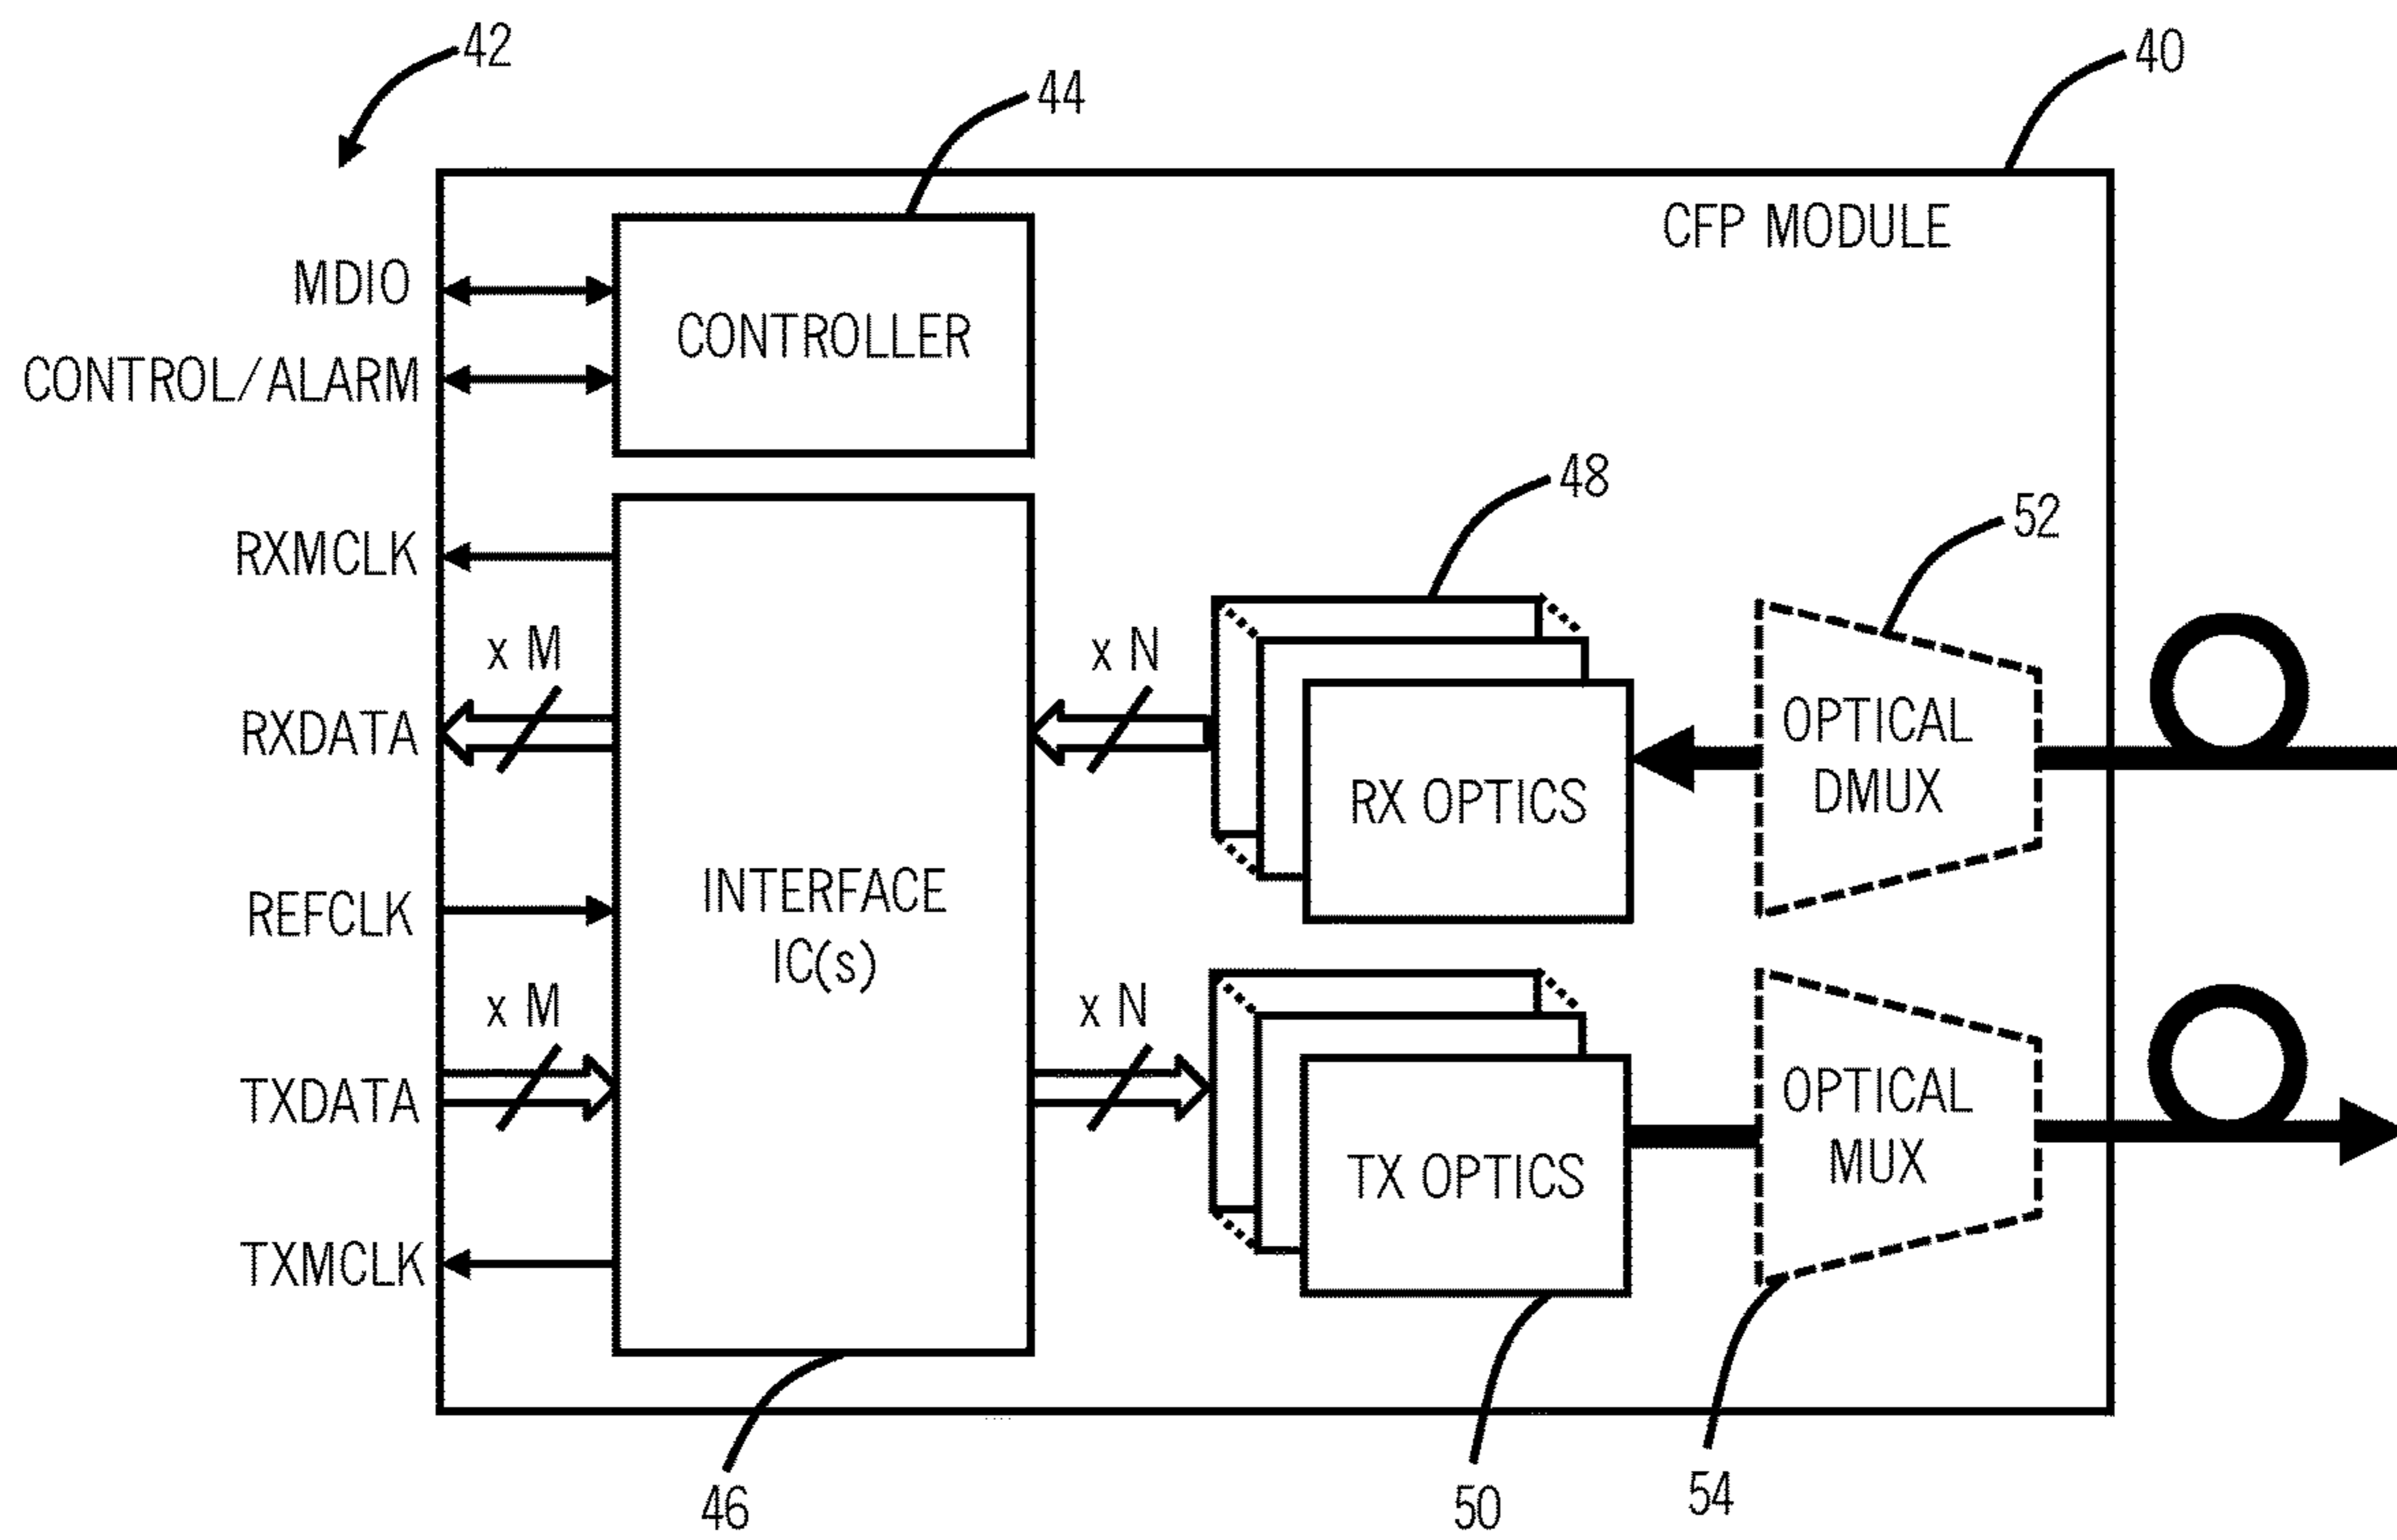 42
44
40
CFP MODULE
MDIO
CONTROLLER
CONTROL/ALARM
48
52
RXMCLK
x M
x N
RXDATA
OPTICAL
DMUX
RX OPTICS
REFCLK
INTERFACE
IC(s)
x M
x N
TXDATA
OPTICAL
MUX
TX OPTICS
TXMCLK
46
50
54